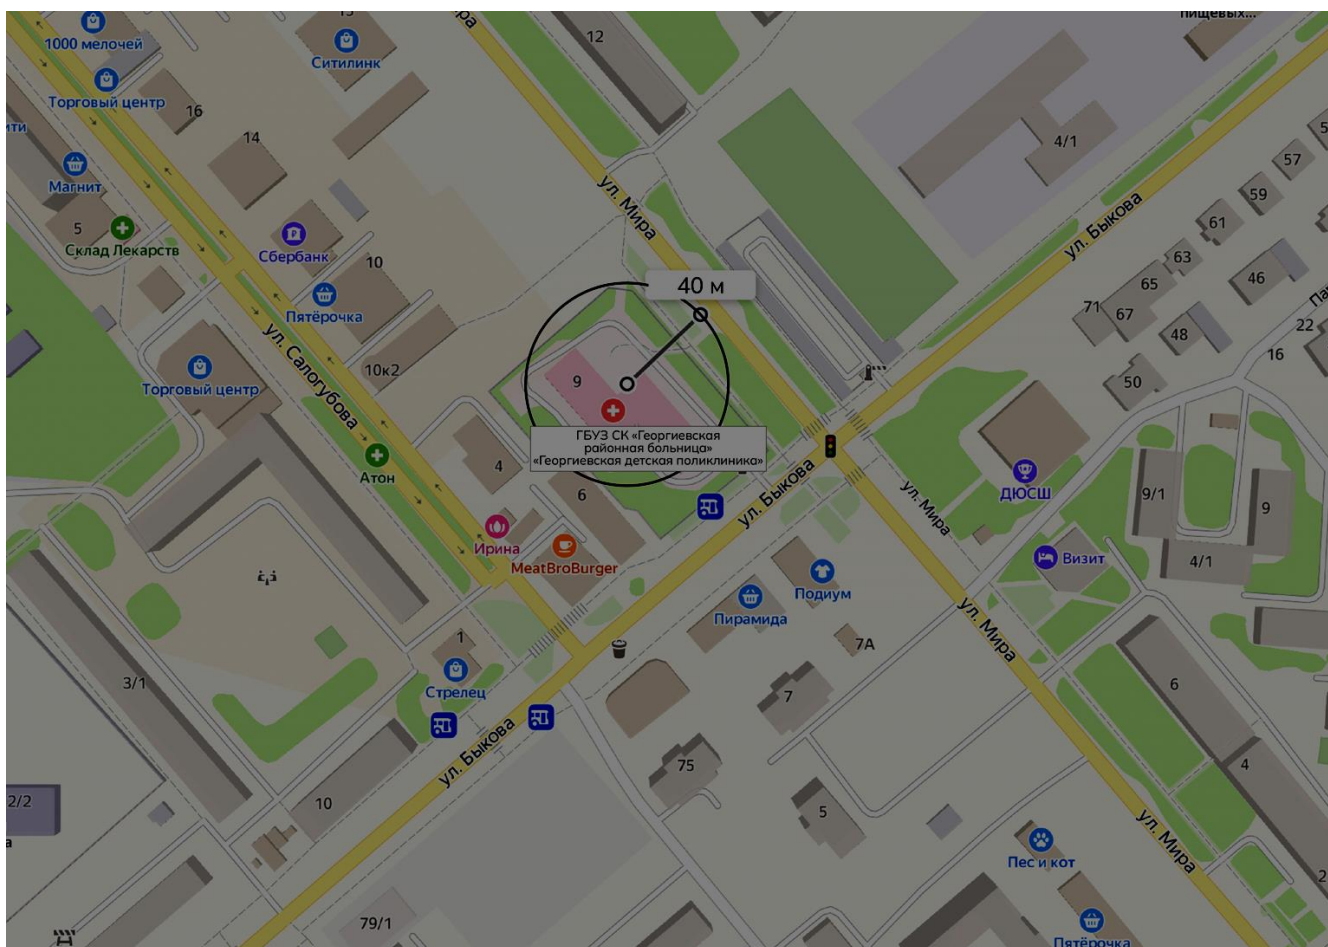 пищевых...
ул. Мира
12
1000 мелочей
Ситилинк
Торговый центр
16
14
4/1
57
59
61
63
65
67
71
46
48
50
22
16
Магнит
5
Склад Лекарств
Сбербанк
10
Пятёрочка
ул. Мира
ул. Быкова
40 м
ул. Салогубова
Торговый центр
10к2
9
ГБУЗ СК «Георгиевская
районная больница»
«Георгиевская детская поликлиника»
Атон
4
6
Ирина
MeatBroBurger
ул. Быкова
ул. Мира
ДЮСШ
9/1
9
4/1
Визит
Подиум
Пирамида
7А
7
ул. Мира
1
Стрелец
3/1
ул. Быкова
75
5
6
4
10
2/2
79/1
ул. Мира
Пес и кот
Пятёрочка
2